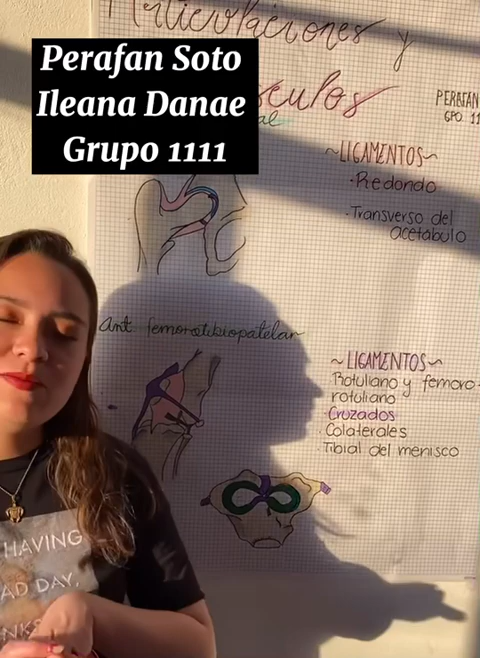 Articulaciones y
Perafan Soto
Ileana Danae
Grupo 1111
PERAFAN
GPO. 11
~LIGAMENTOS~
·Redondo
·Transverso del
acetábulo
Art. femorotibiopatelar
~LIGAMENTOS~
Rotuliano y femoro-
rotuliano
·Cruzados
·Colaterales
·Tibial del menisco
HAVING
AD DAY,